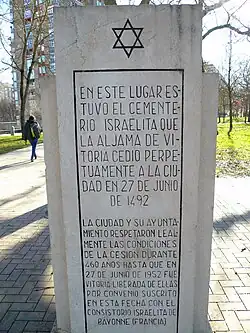 EN ESTE LUGAR ES-
TUVO EL CEMENTE-
RIO ISRAELITA QUE
LA ALJAMA DE VI-
TORIA CEDIO PERPE-
TUAMENTE A LA CIU-
DAD EN 27 DE JUNIO
DE 1492
LA CIUDAD Y SU AYUN-
TAMIENTO RESPETARON LEAL-
MENTE LAS CONDICIONES
DE LA CESION DURANTE
460 AÑOS HASTA QUE EN
27 DE JUNIO DE 1952 FUE
VITORIA LIBERADA DE ELLAS
POR CONVENIO SUSCRITO
EN ESTA FECHA CON EL
CONSISTORIO ISRAELITA DE
BAYONNE (FRANCIA)